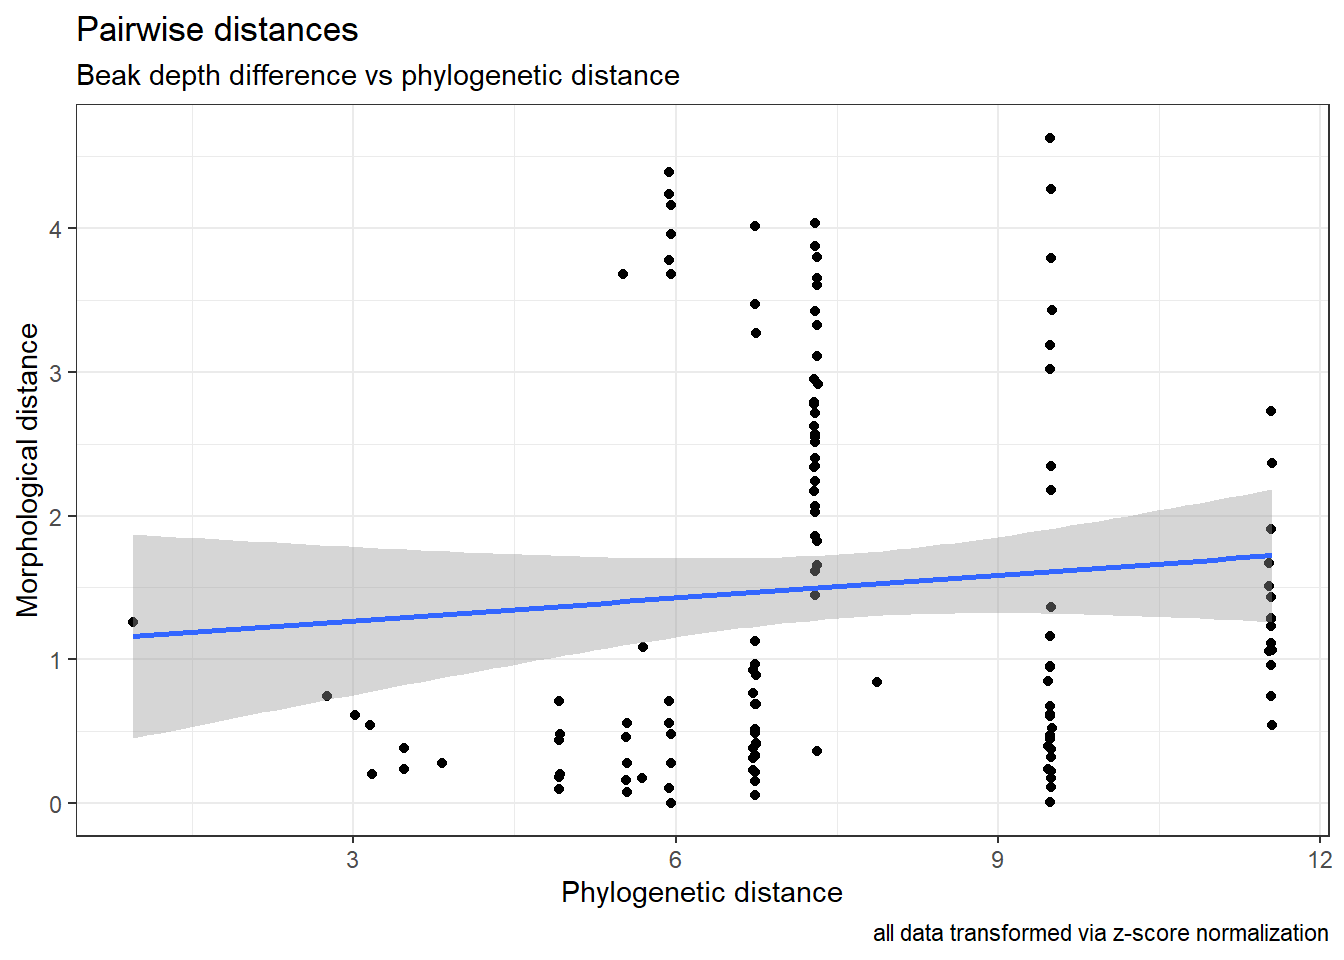 Pairwise distances
Beak depth difference vs phylogenetic distance
Morphological distance
4
3
2
1
0
3
6
9
12
Phylogenetic distance
all data transformed via z-score normalization